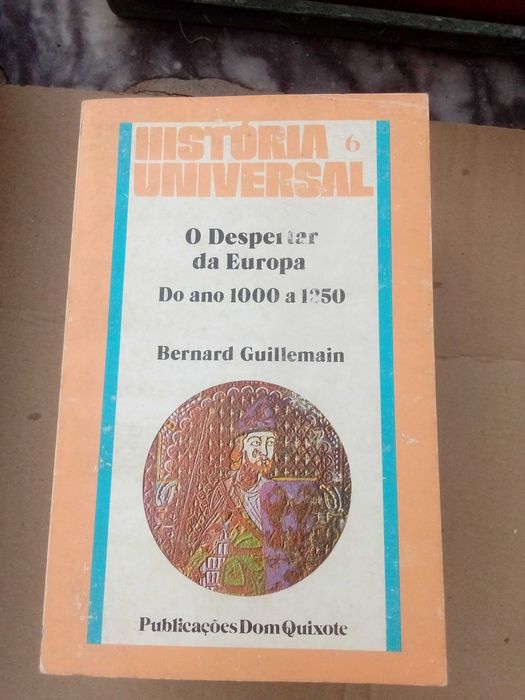 HISTÓRIA 6
UNIVERSAL
O Despertar
da Europa
Do ano 1000 a 1250
Bernard Guillemain
Publicações Dom Quixote